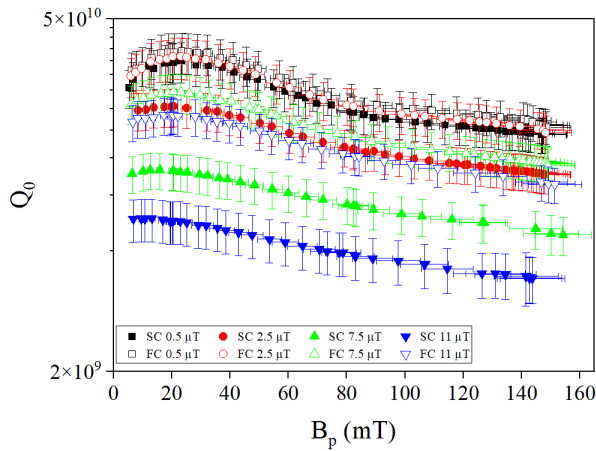 5×10¹⁰
Q₀
2×10⁹
SC 0.5 µT SC 2.5 µT SC 7.5 µT SC 11 µT
FC 0.5 µT FC 2.5 µT FC 7.5 µT FC 11 µT
0 20 40 60 80 100 120 140 160
Bₚ (mT)